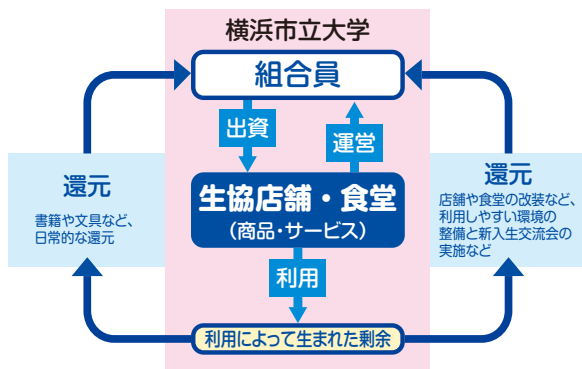 横浜市立大学
組合員
出資
運営
還元
書籍や文具など、
日常的な還元
生協店舗・食堂
（商品・サービス）
還元
店舗や食堂の改装など、
利用しやすい環境の
整備と新入生交流会の
実施など
利用
利用によって生まれた剰余